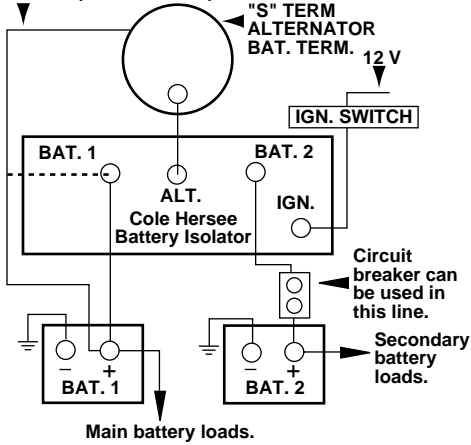 "S" TERM
ALTERNATOR
BAT. TERM.
12 V
IGN. SWITCH
BAT. 1
BAT. 2
ALT.
IGN.
Cole Hersee
Battery Isolator
Circuit
breaker can
be used in
this line.
Secondary
battery
loads.
–
+
BAT. 1
–
+
BAT. 2
Main battery loads.